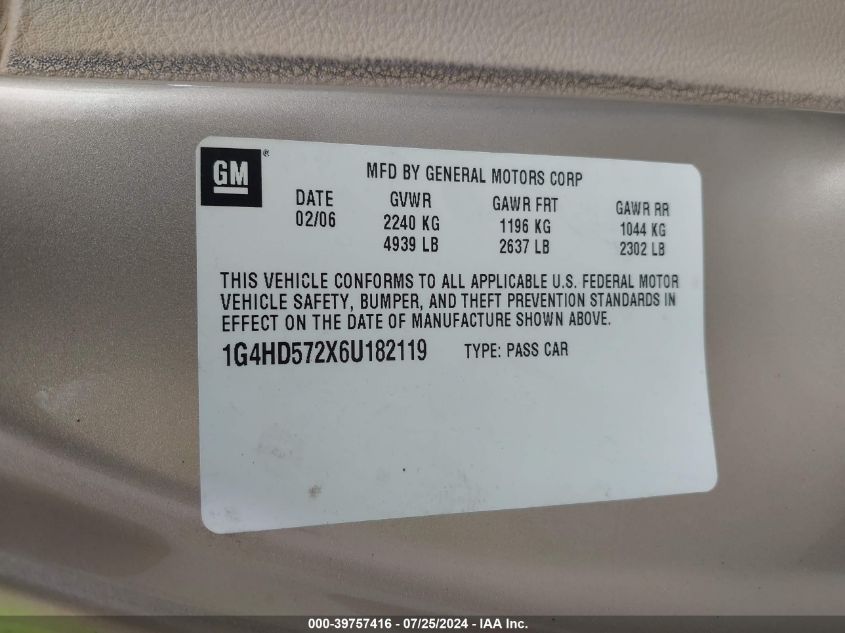 GM®
MFD BY GENERAL MOTORS CORP
DATE GVWR GAWR FRT GAWR RR
02/06 2240 KG 1196 KG 1044 KG
4939 LB 2637 LB 2302 LB
THIS VEHICLE CONFORMS TO ALL APPLICABLE U.S. FEDERAL MOTOR
VEHICLE SAFETY, BUMPER, AND THEFT PREVENTION STANDARDS IN
EFFECT ON THE DATE OF MANUFACTURE SHOWN ABOVE.
1G4HD572X6U182119 TYPE: PASS CAR
000-39757416 - 07/25/2024 - IAA Inc.